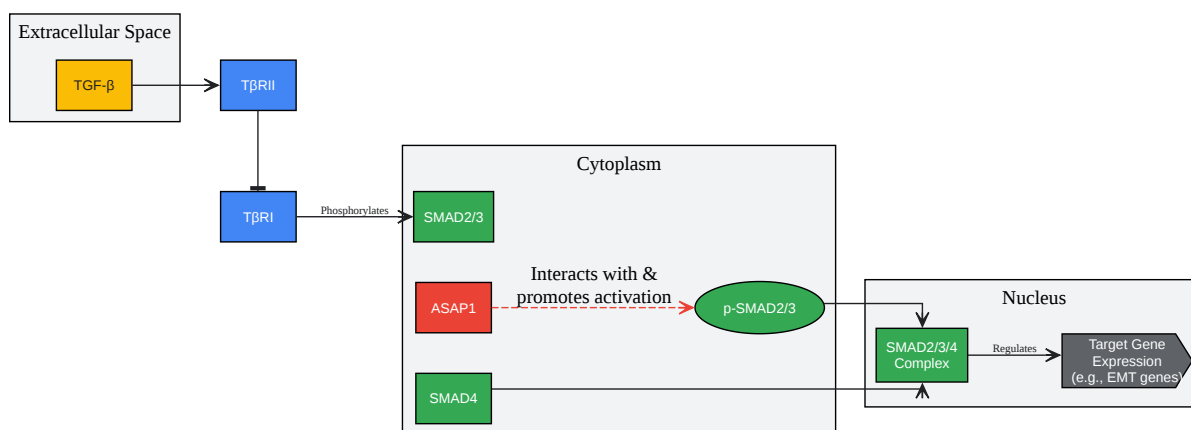 Extracellular Space
TGF-β
TβRII
Cytoplasm
TβRI
Phosphorylates
SMAD2/3
Interacts with &
promotes activation
ASAP1
p-SMAD2/3
Nucleus
SMAD2/3/4
Complex
Regulates
Target Gene
Expression
(e.g., EMT genes)
SMAD4